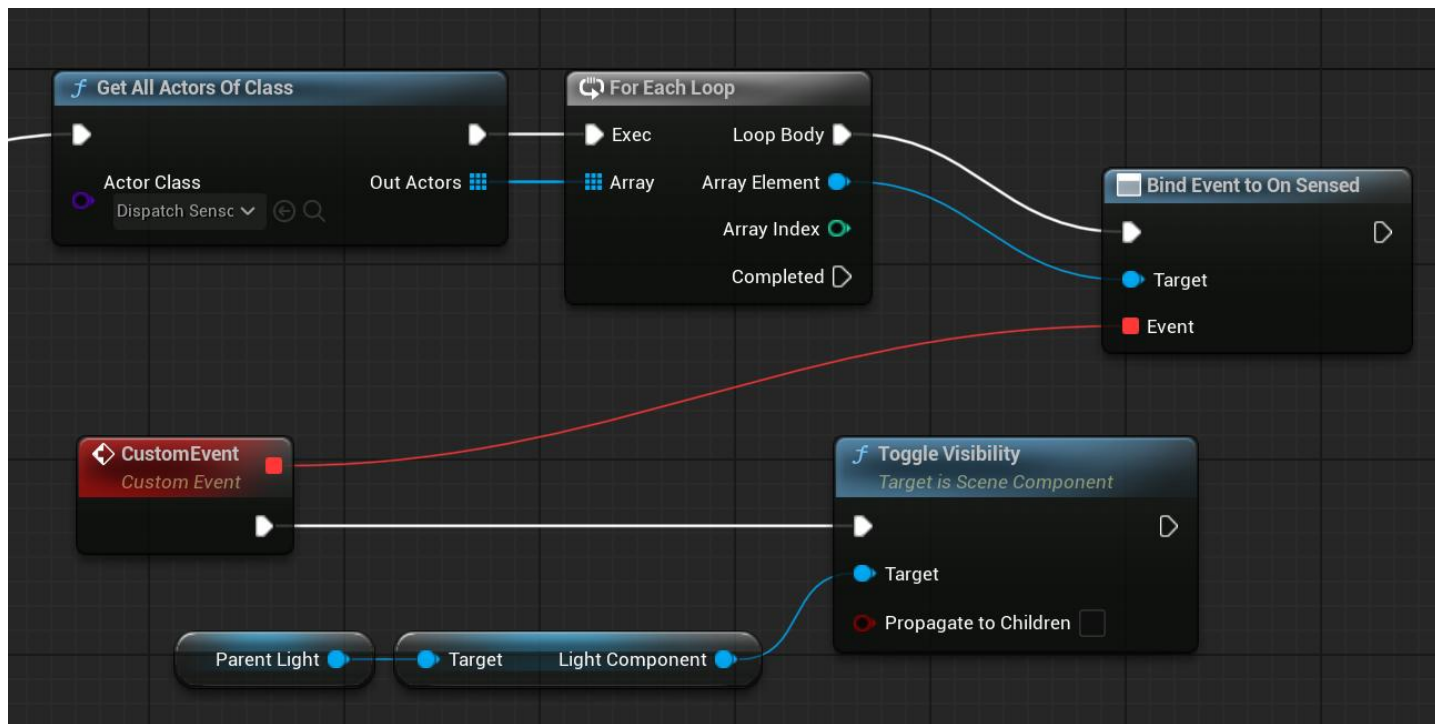 Get All Actors Of Class
Actor Class
Dispatch Sensc
Out Actors
For Each Loop
Exec
Loop Body
Array
Array Element
Array Index
Completed
Bind Event to On Sensed
Target
Event
CustomEvent
Custom Event
Toggle Visibility
Target is Scene Component
Target
Propagate to Children
Parent Light
Target
Light Component